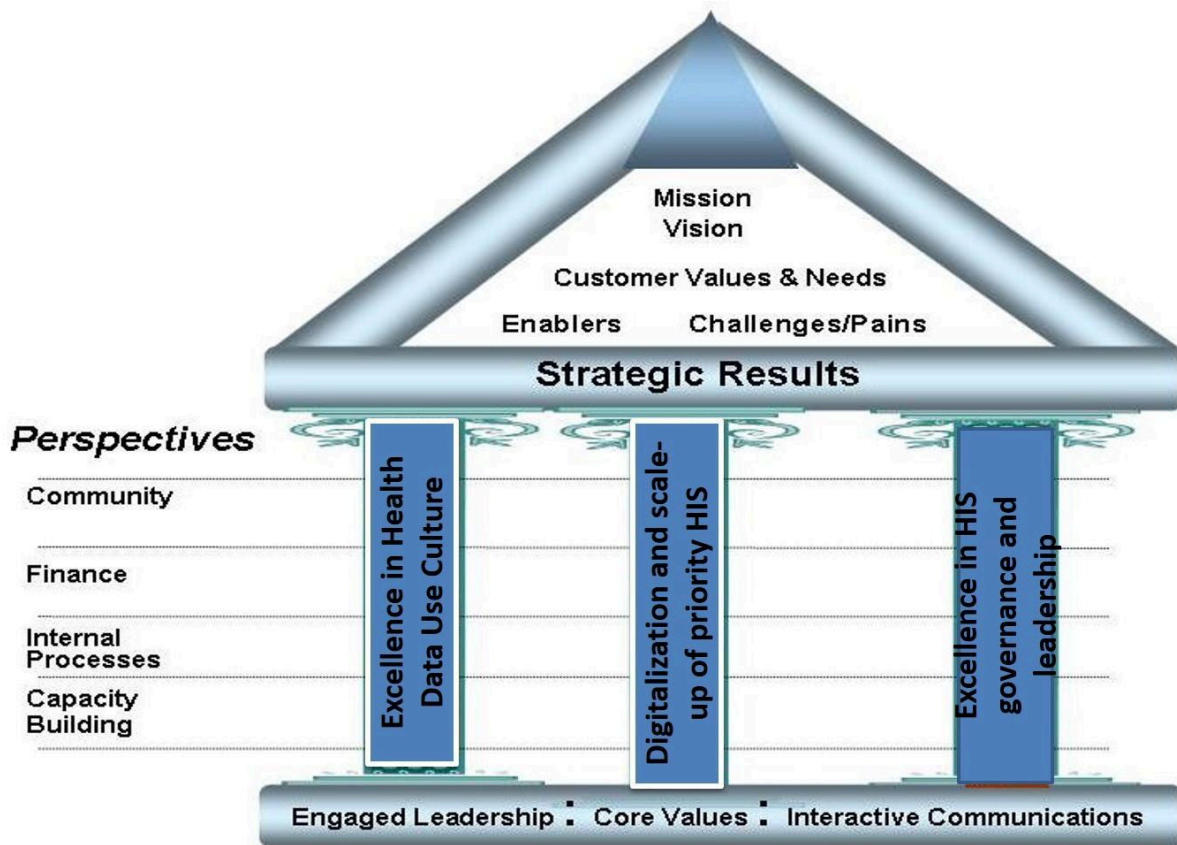 Mission
Vision
Customer Values & Needs
Enablers Challenges/Pains
Strategic Results
Perspectives
Community
Finance
Internal
Processes
Capacity
Building
Excellence in Health
Data Use Culture
Digitalization and scale-
up of priority HIS
Excellence in HIS
governance and
leadership
Engaged Leadership : Core Values : Interactive Communications